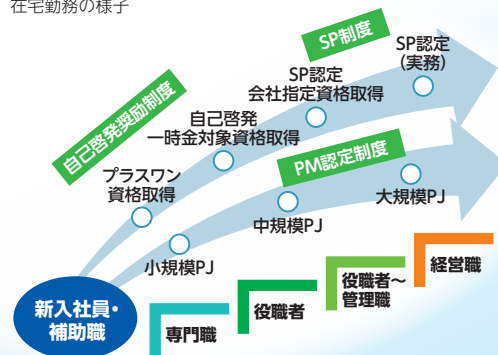 在宅勤務の様子
SP制度
SP認定
(実務)
SP認定
会社指定資格取得
自己啓発奨励制度
自己啓発
一時金対象資格取得
PM認定制度
プラスワン
資格取得
大規模PJ
中規模PJ
小規模PJ
新入社員・
補助職
専門職
役職者
役職者～
管理職
経営職